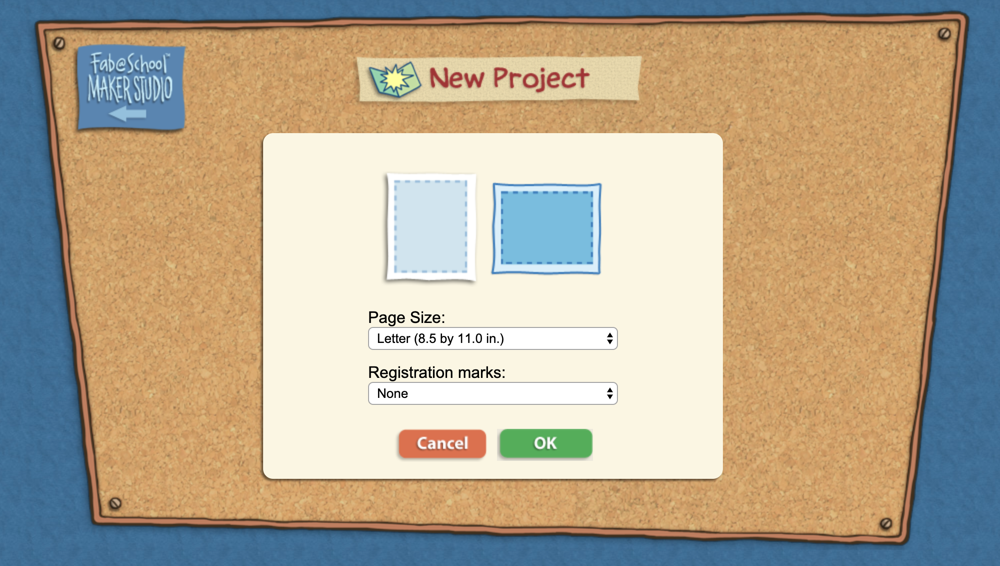 Fab@School™
MAKER STUDIO
New Project
Page Size:
Letter (8.5 by 11.0 in.)
Registration marks:
None
Cancel
OK